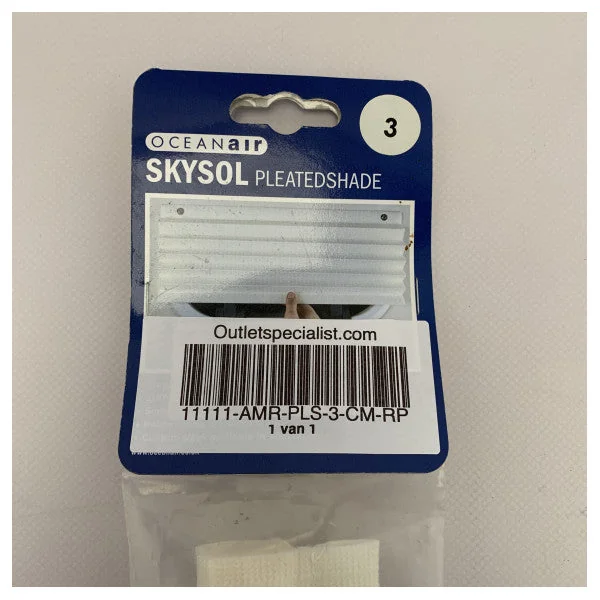 3
OCEANair
SKYSOL PLEATEDSHADE
Outletspecialist.com
11111-AMR-PLS-3-CM-RP
1 van 1